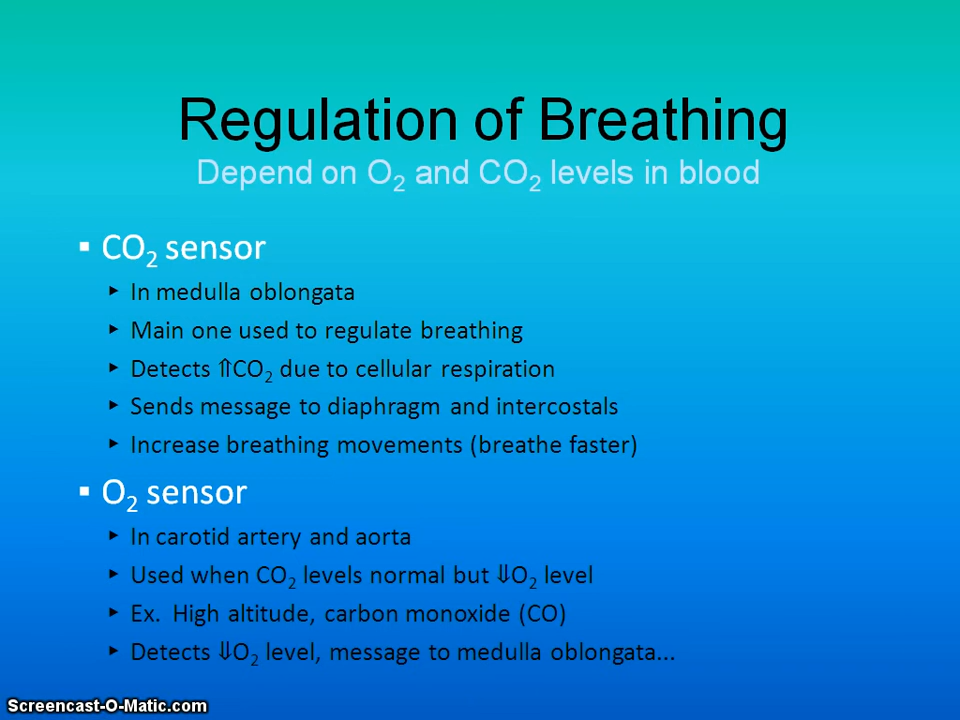 Regulation of Breathing
Depend on O₂ and CO₂ levels in blood
▪ CO₂ sensor
▸ In medulla oblongata
▸ Main one used to regulate breathing
▸ Detects ⇑CO₂ due to cellular respiration
▸ Sends message to diaphragm and intercostals
▸ Increase breathing movements (breathe faster)
▪ O₂ sensor
▸ In carotid artery and aorta
▸ Used when CO₂ levels normal but ⇓O₂ level
▸ Ex.  High altitude, carbon monoxide (CO)
▸ Detects ⇓O₂ level, message to medulla oblongata...
Screencast-O-Matic.com